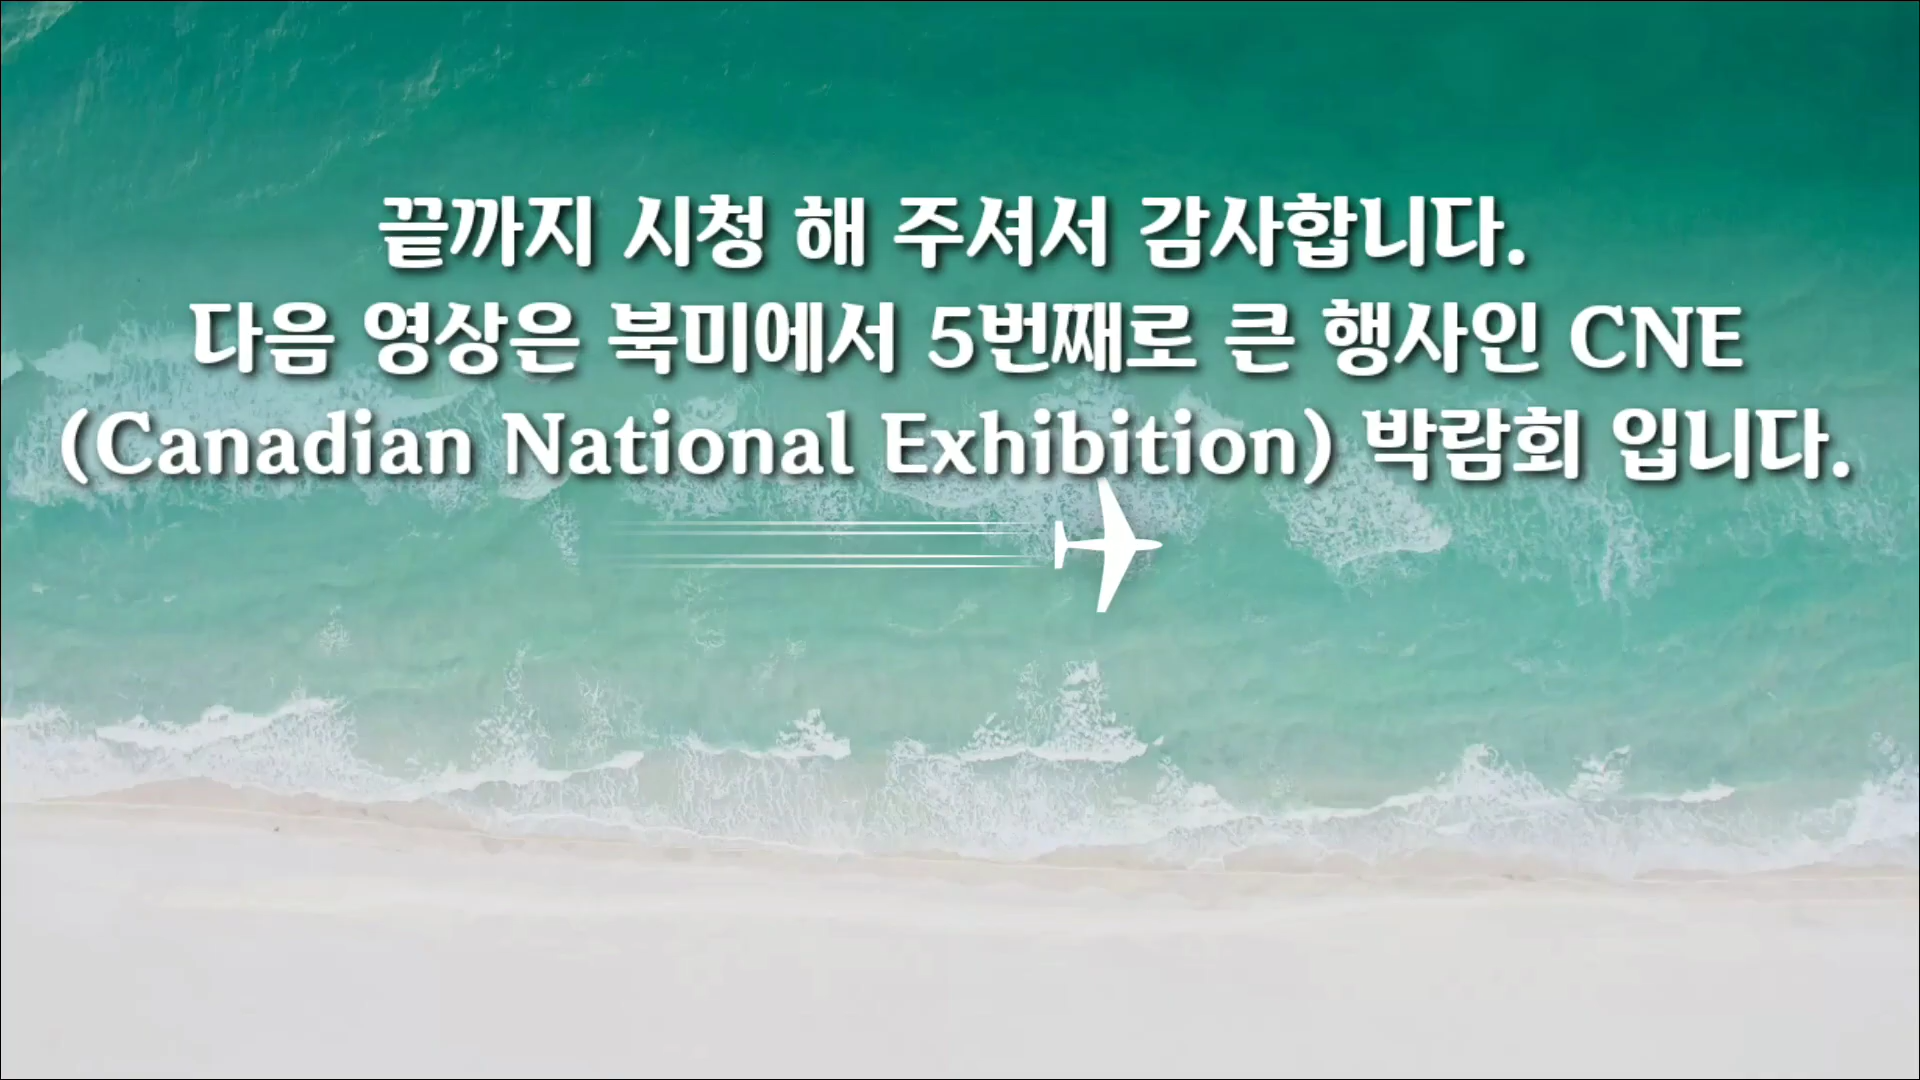 끝까지 시청 해 주셔서 감사합니다.
다음 영상은 북미에서 5번째로 큰 행사인 CNE
(Canadian National Exhibition) 박람회 입니다.